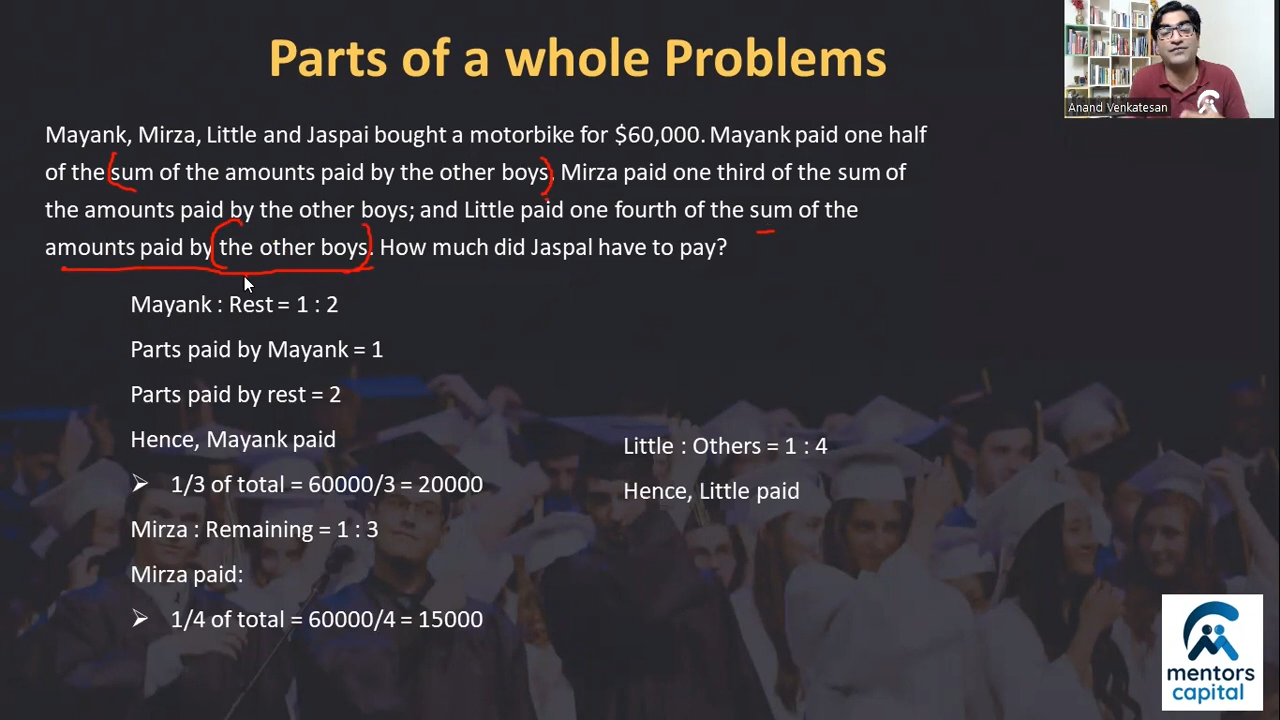 Parts of a whole Problems
Anand Venkatesan
Mayank, Mirza, Little and Jaspai bought a motorbike for $60,000. Mayank paid one half
of the sum of the amounts paid by the other boys. Mirza paid one third of the sum of
the amounts paid by the other boys; and Little paid one fourth of the sum of the
amounts paid by the other boys. How much did Jaspal have to pay?
Mayank : Rest = 1 : 2
Parts paid by Mayank = 1
Parts paid by rest = 2
Hence, Mayank paid
➢ 1/3 of total = 60000/3 = 20000
Mirza : Remaining = 1 : 3
Mirza paid:
➢ 1/4 of total = 60000/4 = 15000
Little : Others = 1 : 4
Hence, Little paid
mentors
capital